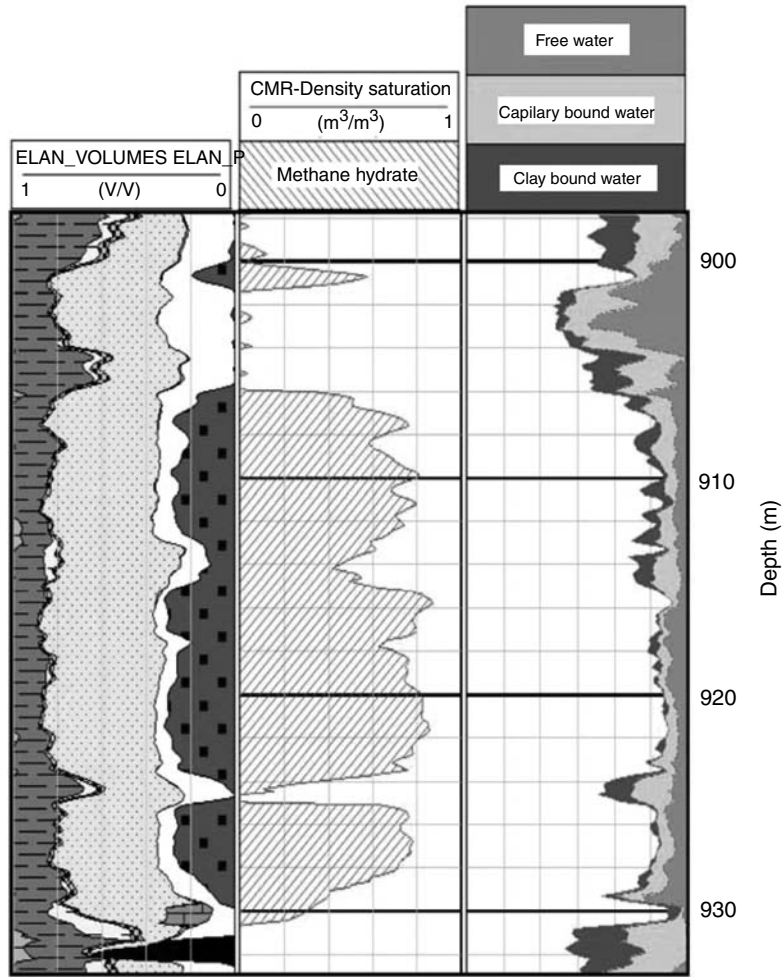 Free water
CMR-Density saturation
0 (m³/m³) 1
Capilary bound water
ELAN_VOLUMES ELAN_P
1 (V/V) 0
Methane hydrate
Clay bound water
900
910
920
930
Depth (m)